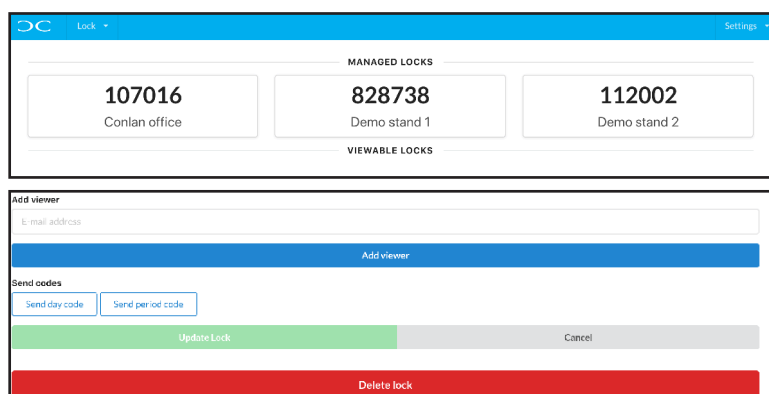 Lock Settings
MANAGED LOCKS
107016 828738 112002
Conlan office Demo stand 1 Demo stand 2
VIEWABLE LOCKS
Add viewer
E-mail address
Add viewer
Send codes
Send day code Send period code
Update Lock Cancel
Delete lock